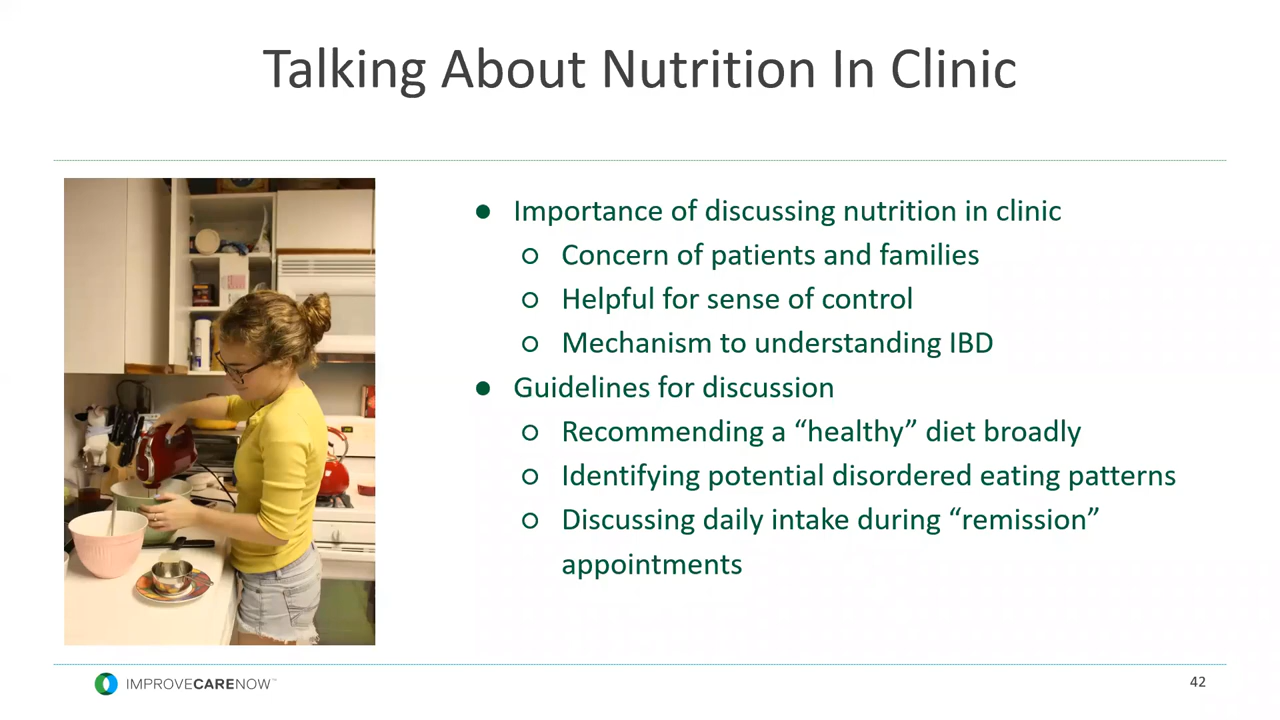 Talking About Nutrition In Clinic
● Importance of discussing nutrition in clinic
○ Concern of patients and families
○ Helpful for sense of control
○ Mechanism to understanding IBD
● Guidelines for discussion
○ Recommending a “healthy” diet broadly
○ Identifying potential disordered eating patterns
○ Discussing daily intake during “remission”
appointments
IMPROVECARENOW™
42